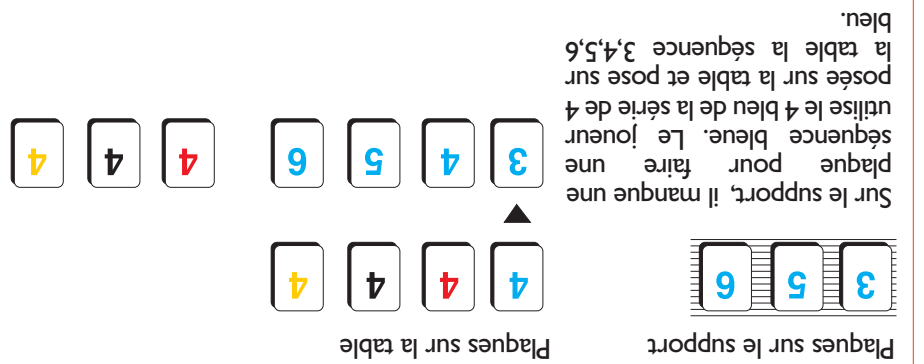 Plaques sur le support
Plaques sur la table
3 5 6
4 4 4 4
Sur le support, il manque une
plaque pour faire une
séquence bleue. Le joueur
utilise le 4 bleu de la série de 4
posée sur la table et pose sur
la table la séquence 3,4,5,6
bleu.
3 4 5 6
4 4 4